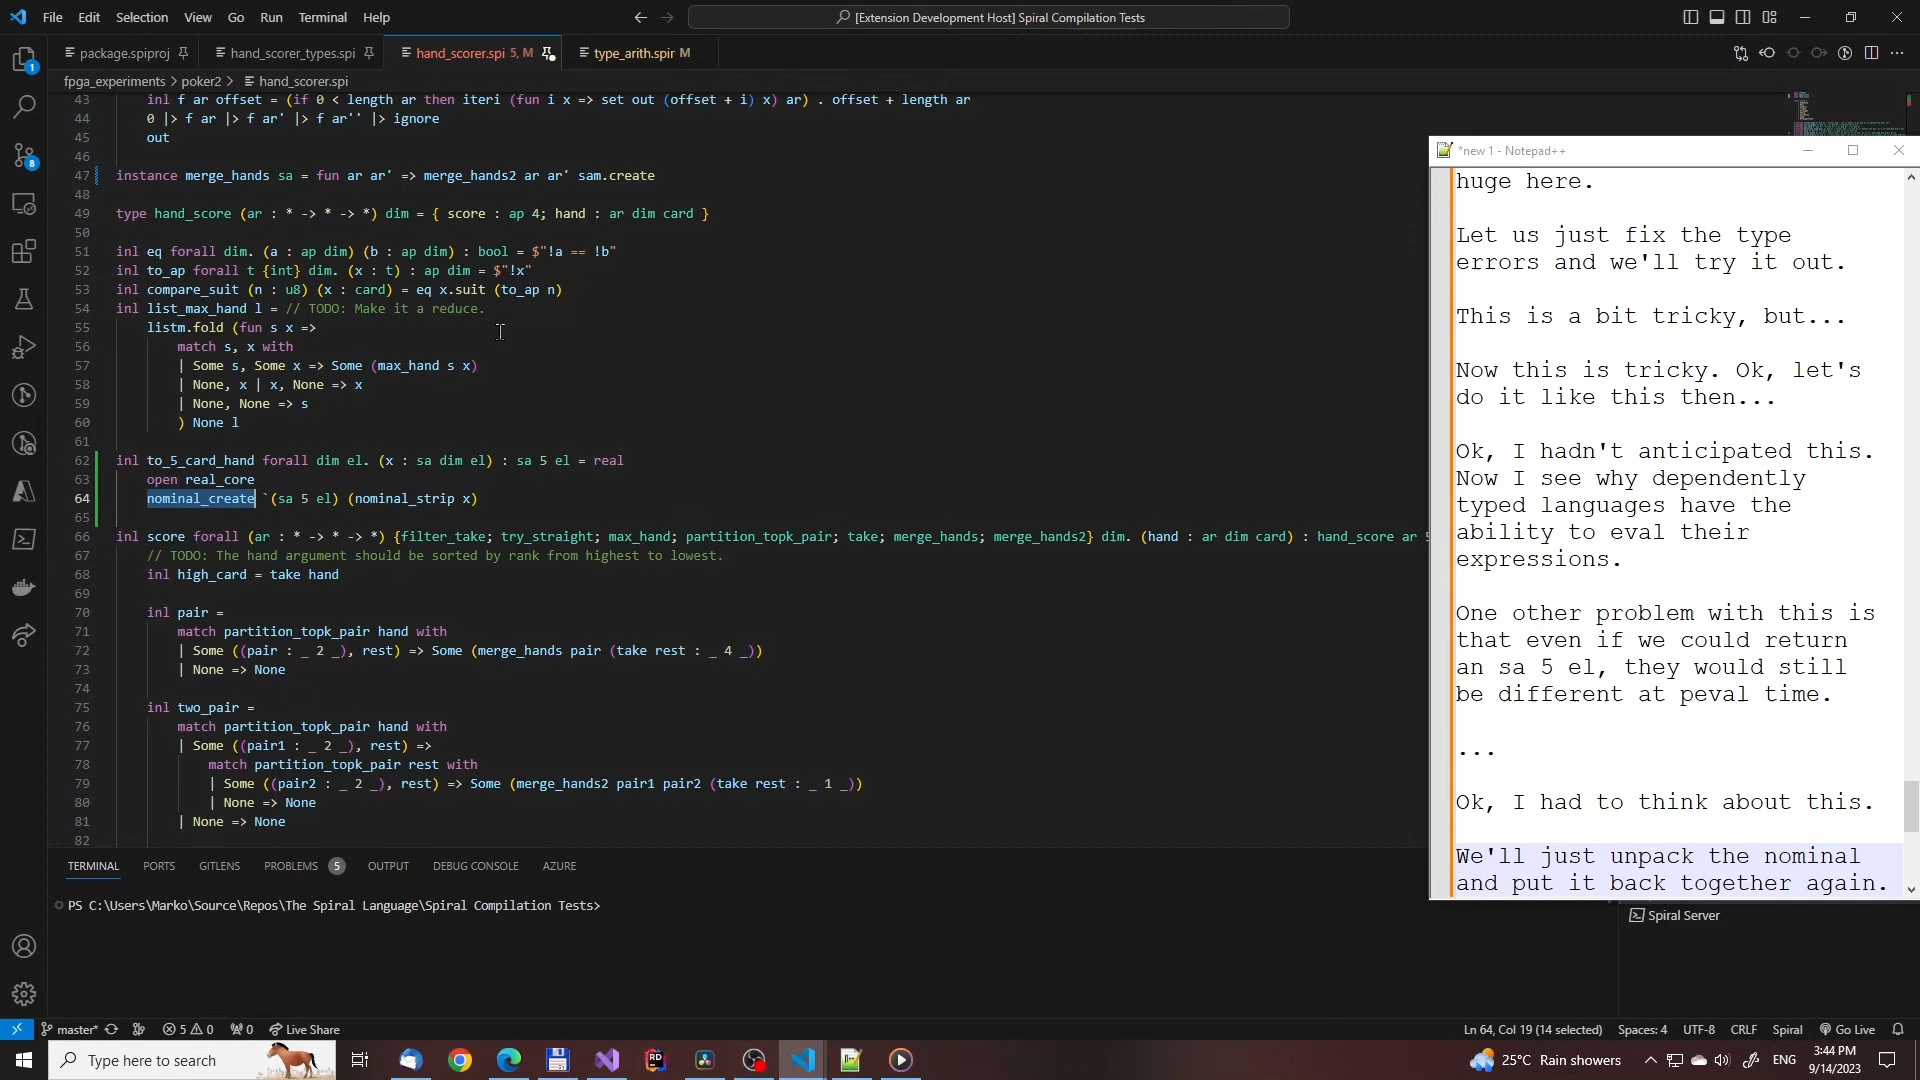 File Edit Selection View Go Run Terminal Help
[Extension Development Host] Spiral Compilation Tests
package.spiproj hand_scorer_types.spi hand_scorer.spi 5, M type_arith.spir M
fpga_experiments > poker2 > hand_scorer.spi
43 inl f ar offset = (if 0 < length ar then iteri (fun i x => set out (offset + i) x) ar) . offset + length ar
44 0 |> f ar |> f ar' |> f ar'' |> ignore
45 out
46
47 instance merge_hands sa = fun ar ar' => merge_hands2 ar ar' sam.create
48
49 type hand_score (ar : * -> * -> *) dim = { score : ap 4; hand : ar dim card }
50
51 inl eq forall dim. (a : ap dim) (b : ap dim) : bool = $"!a == !b"
52 inl to_ap forall t {int} dim. (x : t) : ap dim = $"!x"
53 inl compare_suit (n : u8) (x : card) = eq x.suit (to_ap n)
54 inl list_max_hand l = // TODO: Make it a reduce.
55 listm.fold (fun s x =>
56 match s, x with
57 | Some s, Some x => Some (max_hand s x)
58 | None, x | x, None => x
59 | None, None => s
60 ) None l
61
62 inl to_5_card_hand forall dim el. (x : sa dim el) : sa 5 el = real
63 open real_core
64 nominal_create `(sa 5 el) (nominal_strip x)
65
66 inl score forall (ar : * -> * -> *) {filter_take; try_straight; max_hand; partition_topk_pair; take; merge_hands; merge_hands2} dim. (hand : ar dim card) : hand_score ar 5
67 // TODO: The hand argument should be sorted by rank from highest to lowest.
68 inl high_card = take hand
69
70 inl pair =
71 match partition_topk_pair hand with
72 | Some ((pair : _ 2 _), rest) => Some (merge_hands pair (take rest : _ 4 _))
73 | None => None
74
75 inl two_pair =
76 match partition_topk_pair hand with
77 | Some ((pair1 : _ 2 _), rest) =>
78 match partition_topk_pair rest with
79 | Some ((pair2 : _ 2 _), rest) => Some (merge_hands2 pair1 pair2 (take rest : _ 1 _))
80 | None => None
81 | None => None
82
*new 1 - Notepad++
huge here.
Let us just fix the type
errors and we'll try it out.
This is a bit tricky, but...
Now this is tricky. Ok, let's
do it like this then...
Ok, I hadn't anticipated this.
Now I see why dependently
typed languages have the
ability to eval their
expressions.
One other problem with this is
that even if we could return
an sa 5 el, they would still
be different at peval time.
...
Ok, I had to think about this.
We'll just unpack the nominal
and put it back together again.
TERMINAL PORTS GITLENS PROBLEMS 5 OUTPUT DEBUG CONSOLE AZURE
PS C:\Users\Marko\Source\Repos\The Spiral Language\Spiral Compilation Tests>
Spiral Server
master* 5 0 0 Live Share
Ln 64, Col 19 (14 selected) Spaces: 4 UTF-8 CRLF Spiral Go Live
Type here to search
25°C Rain showers ENG 3:44 PM
9/14/2023
1
8
RD